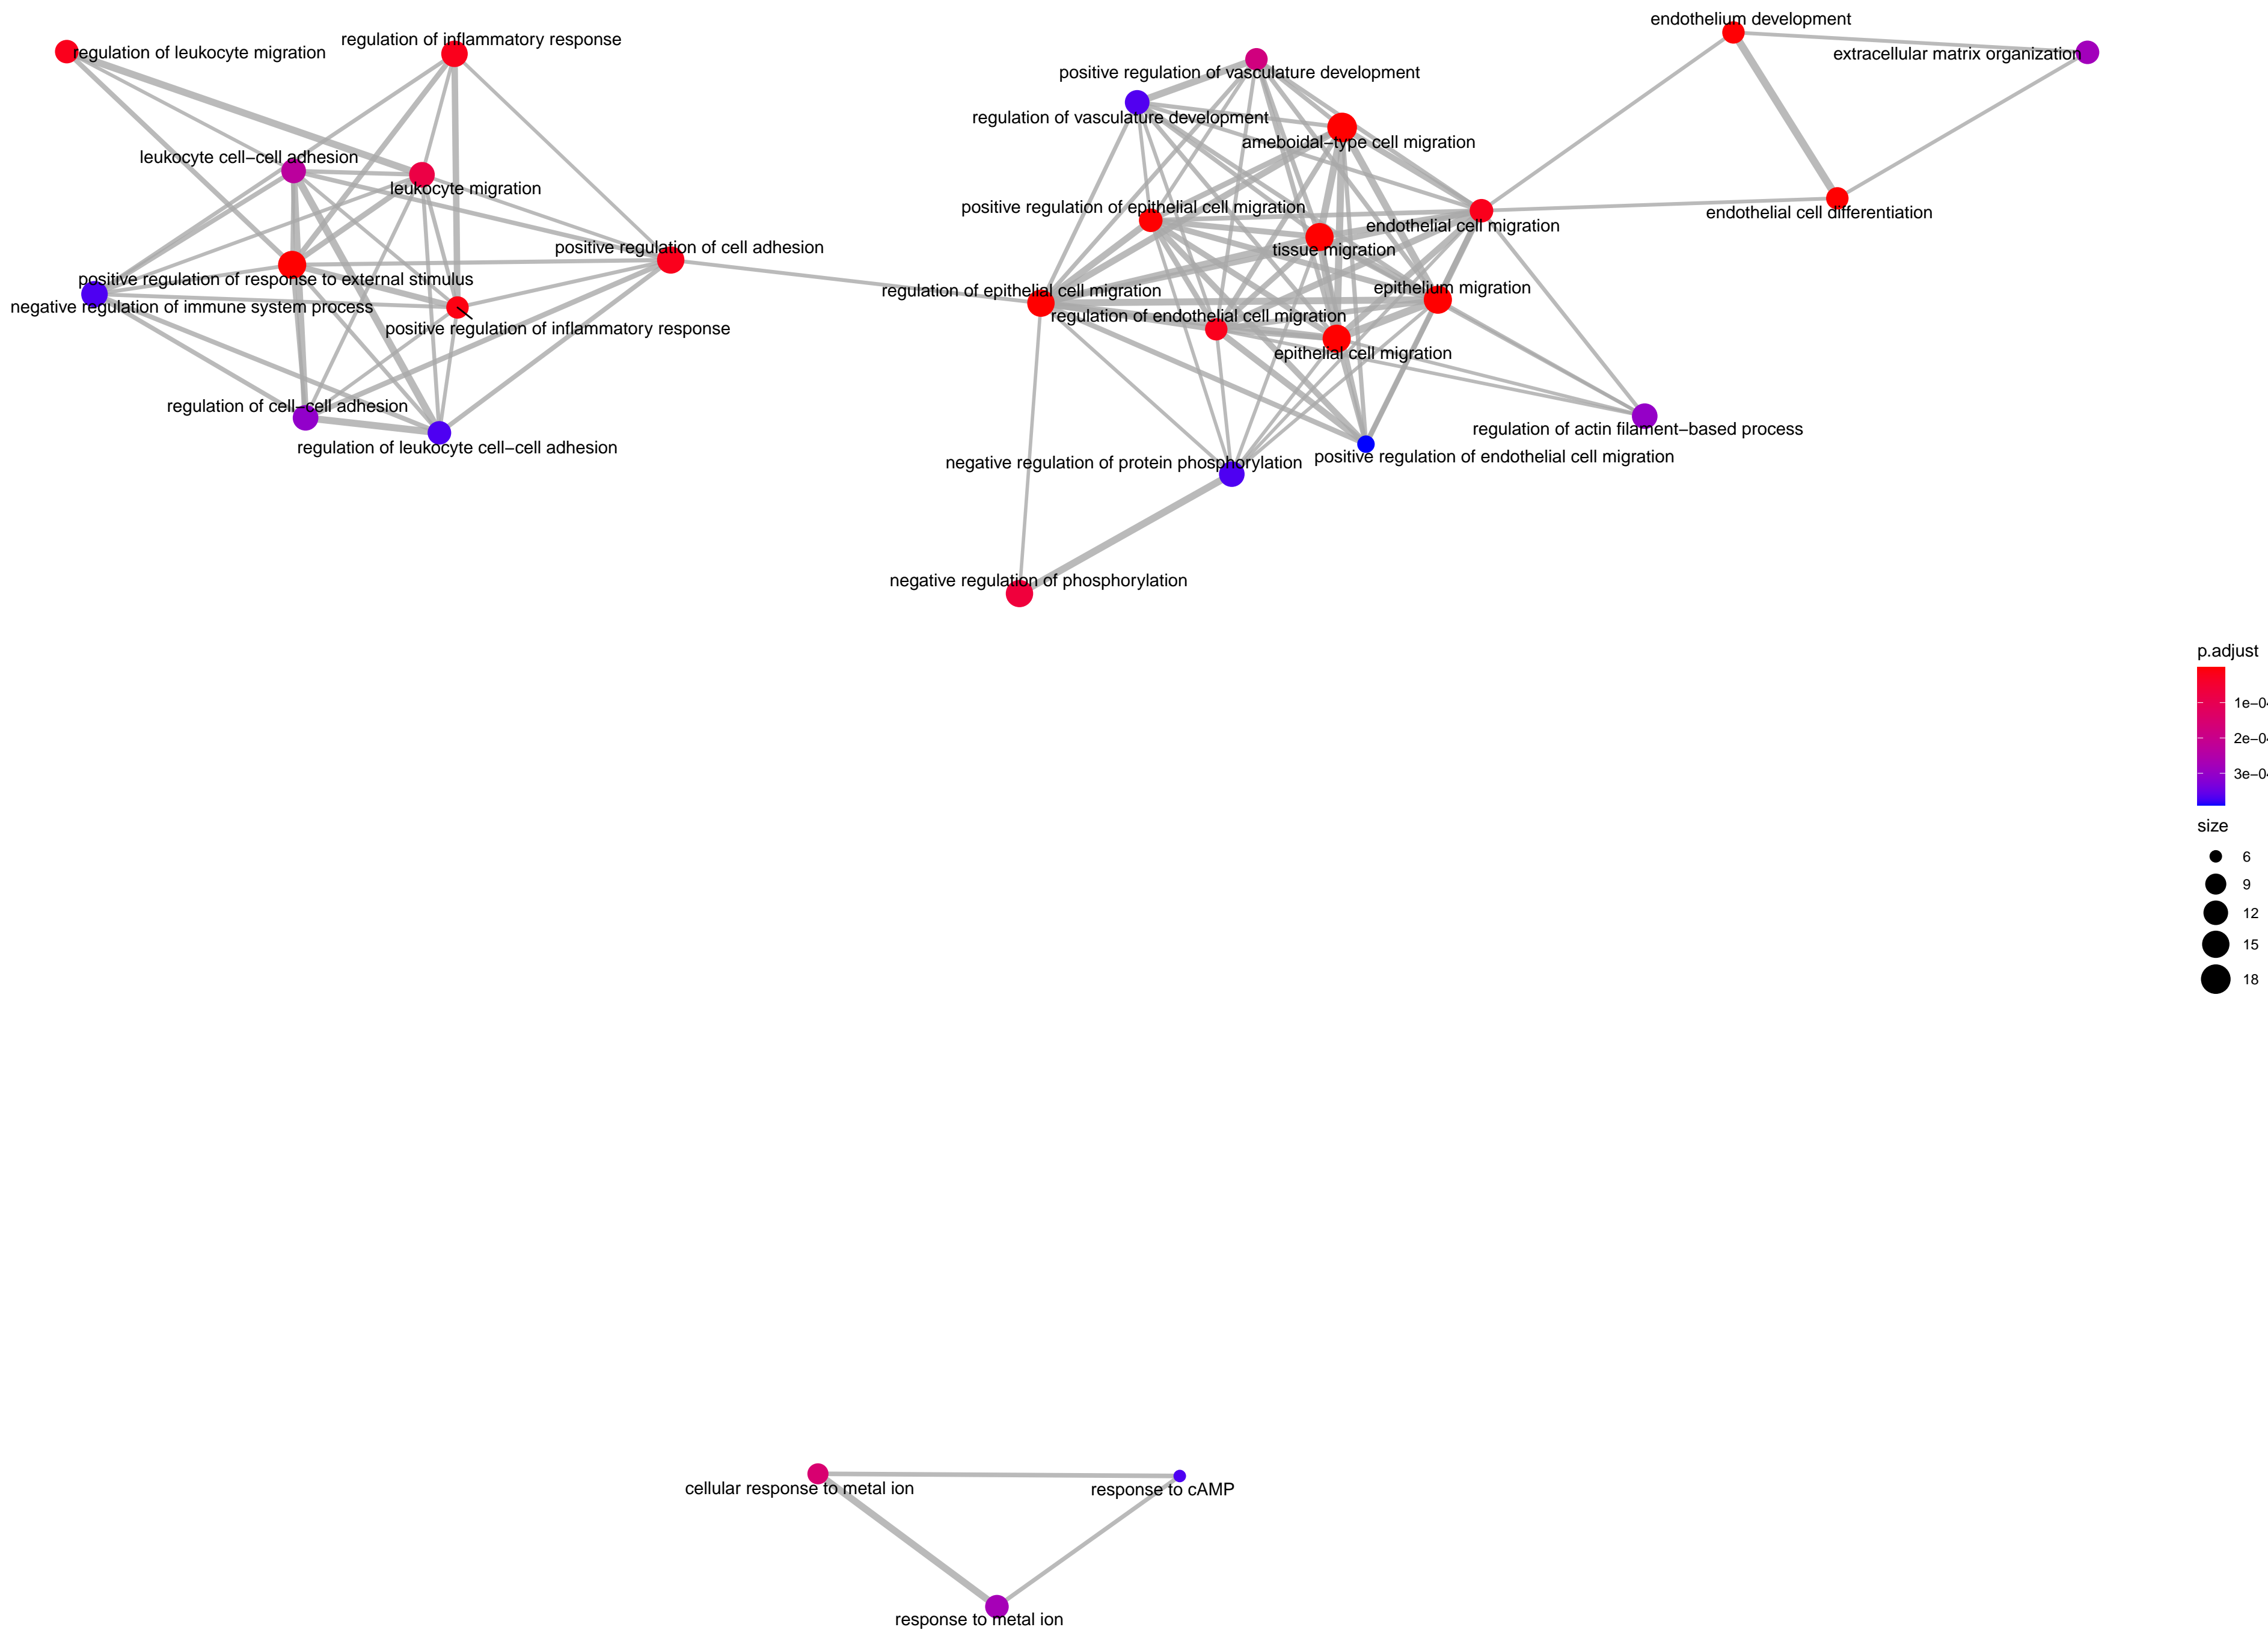 endothelium development
regulation of inflammatory response
regulation of leukocyte migration
extracellular matrix organization
positive regulation of vasculature development
regulation of vasculature development
ameboidal−type cell migration
leukocyte cell−cell adhesion
leukocyte migration
positive regulation of epithelial cell migration
endothelial cell differentiation
endothelial cell migration
positive regulation of cell adhesion
tissue migration
positive regulation of response to external stimulus
regulation of epithelial cell migration
epithelium migration
negative regulation of immune system process
regulation of endothelial cell migration
positive regulation of inflammatory response
epithelial cell migration
regulation of cell−cell adhesion
regulation of actin filament−based process
regulation of leukocyte cell−cell adhesion
negative regulation of protein phosphorylation
positive regulation of endothelial cell migration
negative regulation of phosphorylation
p.adjust
1e−04
2e−04
3e−04
size
6
9
12
15
18
cellular response to metal ion
response to cAMP
response to metal ion